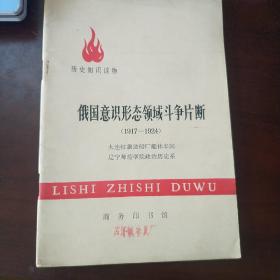 历史知识读物
俄国意识形态领域斗争片断
(1917—1924)
大连红旗造船厂船体车间
辽宁师范学院政治历史系
LISHI ZHISHI DUWU
商务印书馆